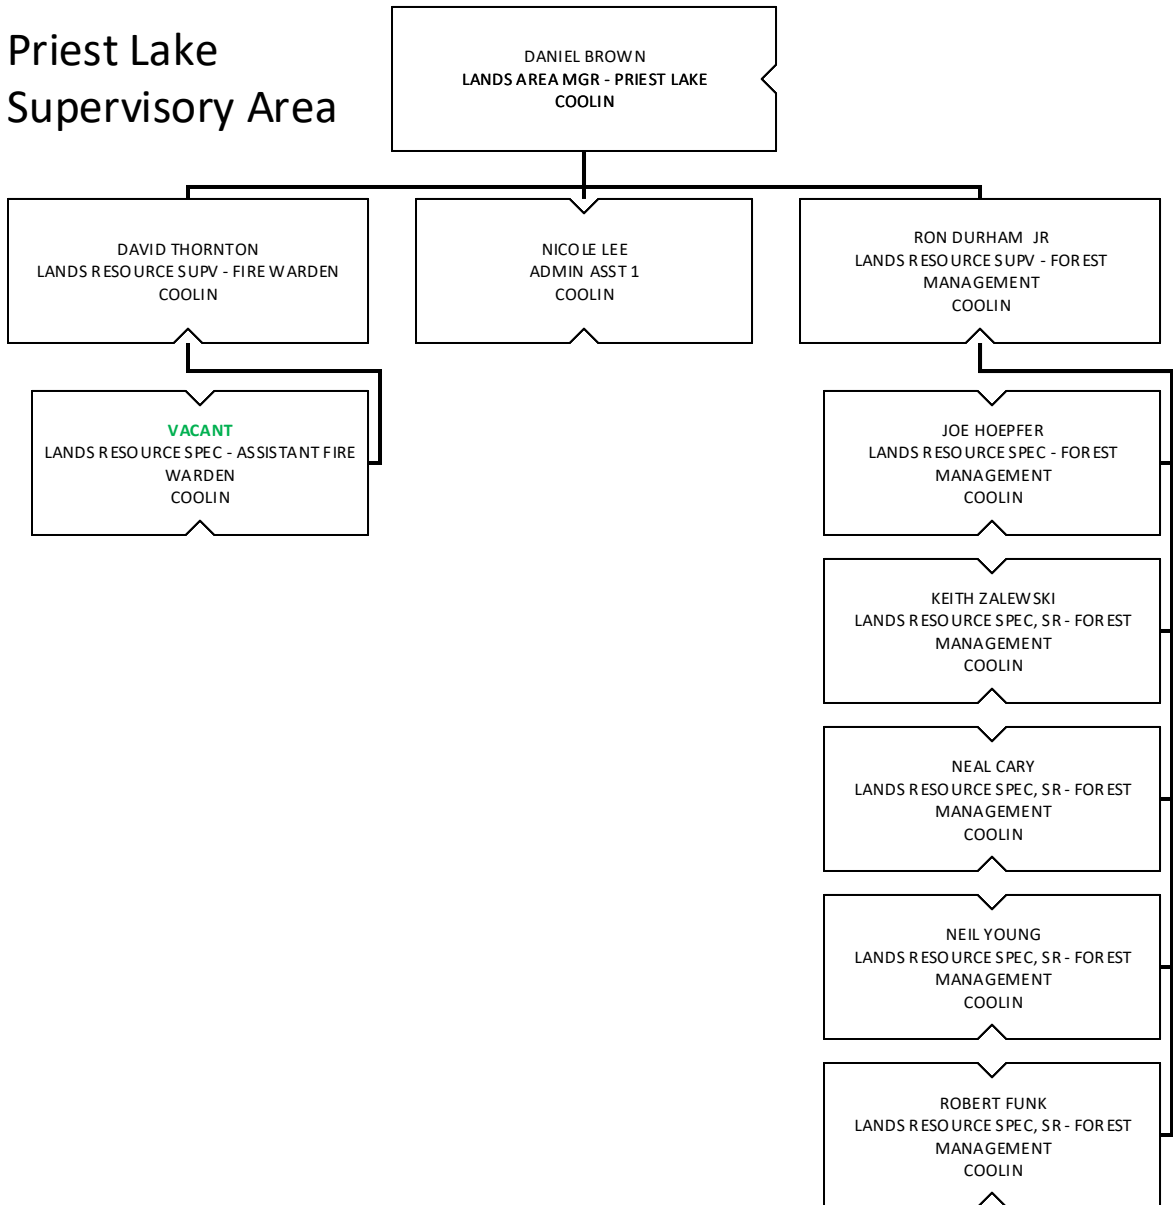 Priest Lake
Supervisory Area
DANIEL BROWN
LANDS AREA MGR - PRIEST LAKE
COOLIN
DAVID THORNTON
LANDS RESOURCE SUPV - FIRE WARDEN
COOLIN
NICOLE LEE
ADMIN ASST 1
COOLIN
RON DURHAM JR
LANDS RESOURCE SUPV - FOREST
MANAGEMENT
COOLIN
VACANT
LANDS RESOURCE SPEC - ASSISTANT FIRE
WARDEN
COOLIN
JOE HOEPFER
LANDS RESOURCE SPEC - FOREST
MANAGEMENT
COOLIN
KEITH ZALEWSKI
LANDS RESOURCE SPEC, SR - FOREST
MANAGEMENT
COOLIN
NEAL CARY
LANDS RESOURCE SPEC, SR - FOREST
MANAGEMENT
COOLIN
NEIL YOUNG
LANDS RESOURCE SPEC, SR - FOREST
MANAGEMENT
COOLIN
ROBERT FUNK
LANDS RESOURCE SPEC, SR - FOREST
MANAGEMENT
COOLIN